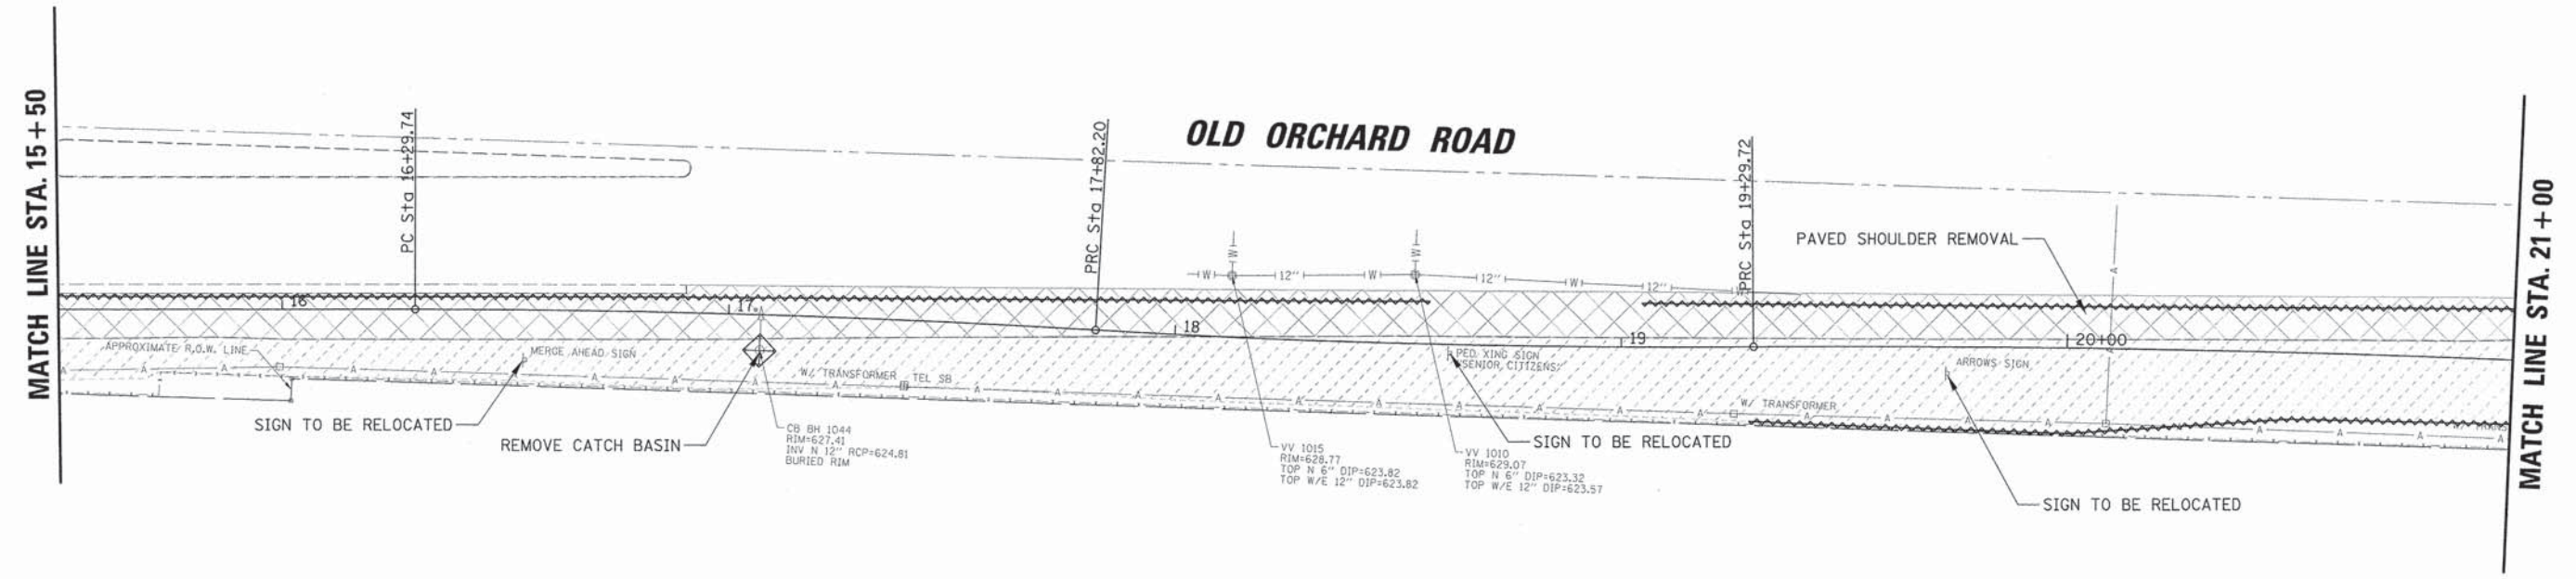 MATCH LINE STA. 15+50
PC Sta 16+29.74
PRC Sta 17+82.20
OLD ORCHARD ROAD
PRC Sta 19+29.72
PAVED SHOULDER REMOVAL
MATCH LINE STA. 21+00
W
W
W
12"
W
12"
W
12"
W
A
16
17
A
18
19
20+00
APPROXIMATE R.O.W. LINE
MERGE AHEAD SIGN
W/ TRANSFORMER
TEL SB
PED XING SIGN
"SENIOR CITIZENS"
ARROWS SIGN
W/ TRANSFORMER
A A A A A A A A A A A A A A A A A A A A A A A A A A A A
SIGN TO BE RELOCATED
REMOVE CATCH BASIN
CB BH 1044
RIM=627.41
INV N 12" RCP=624.81
BURIED RIM
VV 1015
RIM=628.77
TOP N 6" DIP=623.82
TOP W/E 12" DIP=623.82
SIGN TO BE RELOCATED
VV 1010
RIM=629.07
TOP N 6" DIP=623.32
TOP W/E 12" DIP=623.57
SIGN TO BE RELOCATED